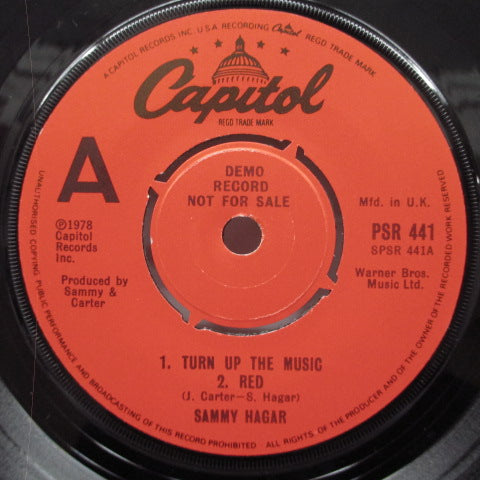 CAPITOL RECORDS INC. U.S.A. RECORDING · CAPITOL · REGD TRADE MARK
Capitol
REGD TRADE MARK
A
DEMO
RECORD
NOT FOR SALE
Mfd. in U.K.
℗1978
Capitol
Records
Inc.
PSR 441
SPSR 441A
Produced by
Sammy &
Carter
Warner Bros.
Music Ltd.
1. TURN UP THE MUSIC
2. RED
(J. Carter–S. Hagar)
SAMMY HAGAR
UNAUTHORISED COPYING PUBLIC PERFORMANCE AND BROADCASTING OF THIS RECORD PROHIBITED · ALL RIGHTS OF THE PRODUCER AND OF THE OWNER OF THE RECORDED WORK RESERVED